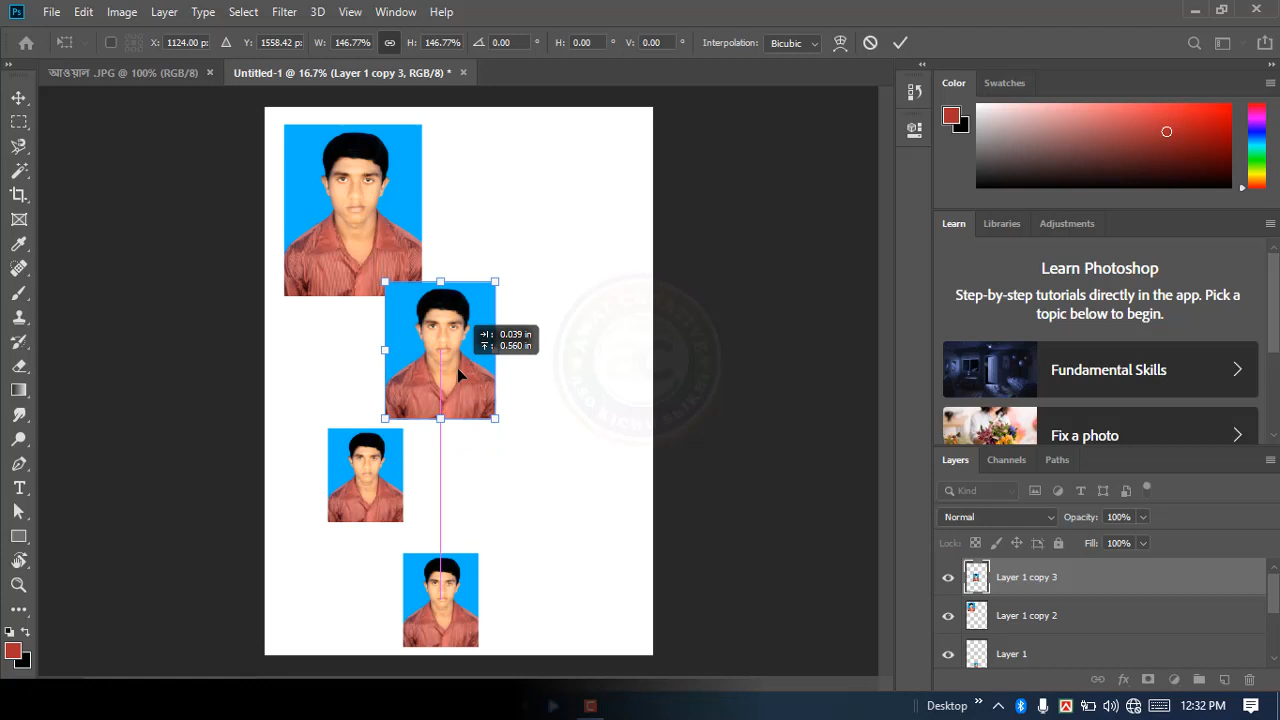 Ps File Edit Image Layer Type Select Filter 3D View Window Help
X: 1124.00 p: Y: 1558.42 p: W: 146.77% H: 146.77% 0.00 ° H: 0.00 ° V: 0.00 ° Interpolation: Bicubic
আওয়াল .JPG @ 100% (RGB/8) × Untitled-1 @ 16.7% (Layer 1 copy 3, RGB/8) * ×
Color Swatches
Learn Libraries Adjustments
Learn Photoshop
Step-by-step tutorials directly in the app. Pick a
topic below to begin.
: 0.039 in
: 0.560 in
Fundamental Skills
Fix a photo
Layers Channels Paths
Kind
Normal Opacity: 100%
Lock: Fill: 100%
Layer 1 copy 3
Layer 1 copy 2
Layer 1
Desktop 12:32 PM